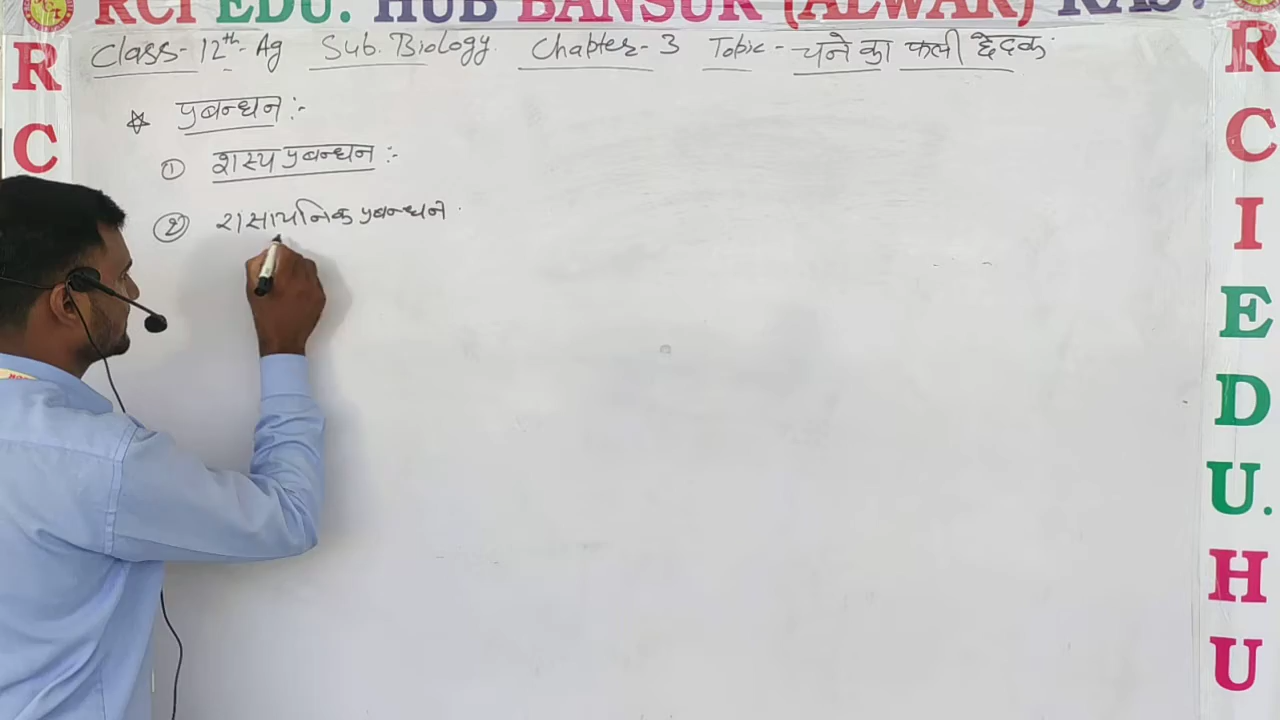 RCI EDU. HUB BANSUR (ALWAR) RAJ.
Class- 12th- Ag Sub. Biology. Chapter- 3 Topic - चने का फली छेदक
प्रबन्धन :-
① शस्य प्रबन्धन :-
② रासायनिक प्रबन्धन
R
C
R
C
I
E
D
U.
H
U